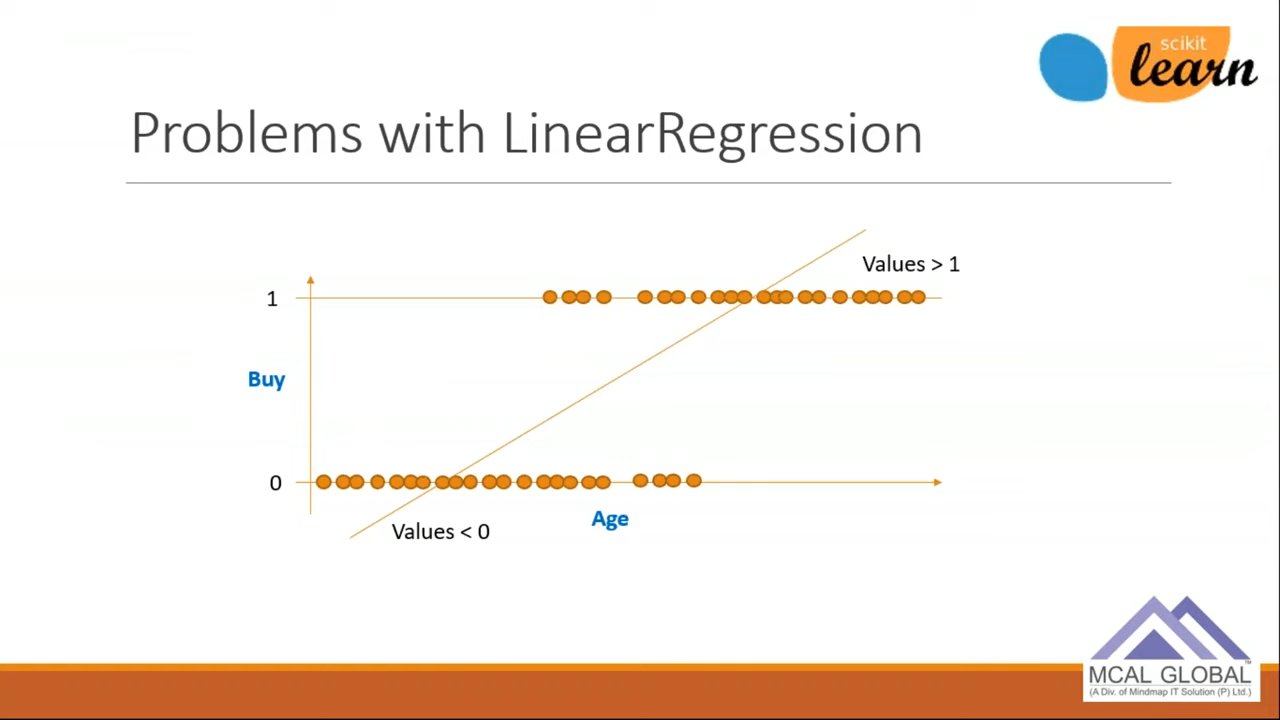 scikit
learn
Problems with LinearRegression
Values > 1
1
Buy
0
Age
Values < 0
MCAL GLOBAL
(A Div. of Mindmap IT Solution (P) Ltd.)